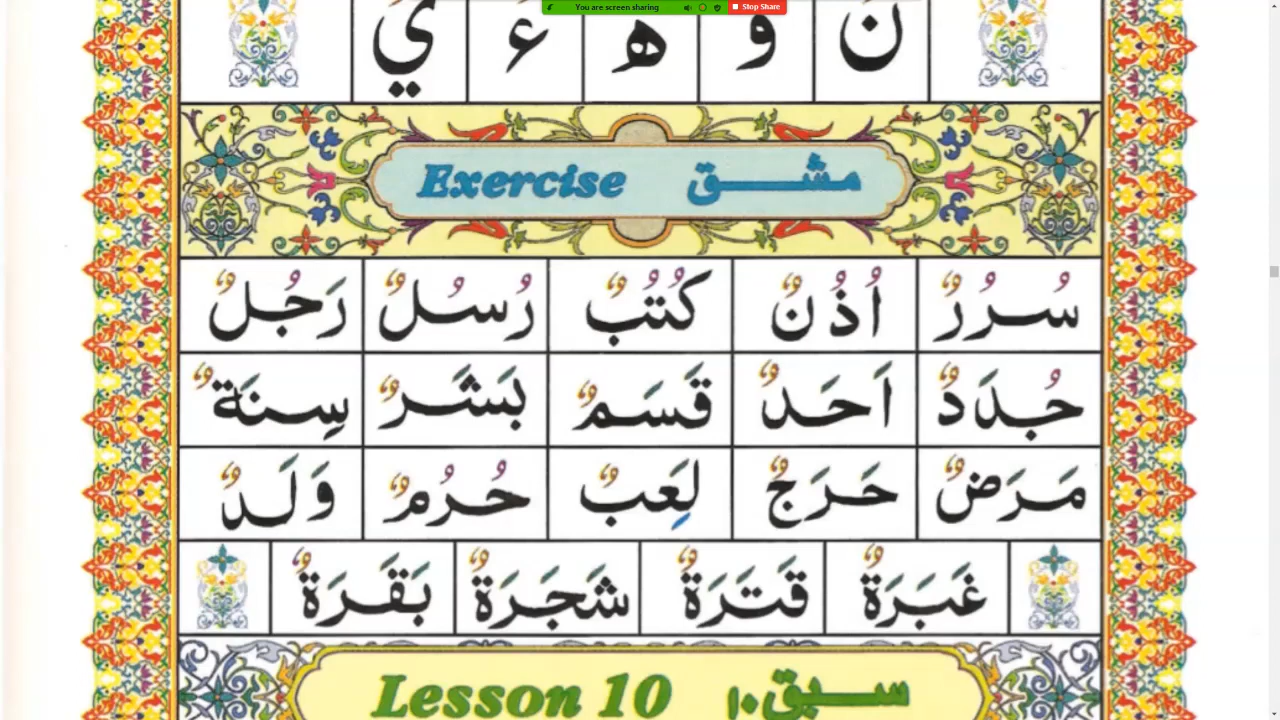 You are screen sharing Stop Share
نَ وَ هَ ءَ يَ
Exercise مشق
سُرُرٌ اُذُنٌ كُتُبٌ رُسُلٌ رَجُلٌ
جُدَدٌ اَحَدٌ قَسَمٌ بَشَرٌ سِنَةٌ
مَرَضٌ حَرَجٌ لَعِبٌ حُرُمٌ وَلَدٌ
غَبَرَةٌ قَتَرَةٌ شَجَرَةٌ بَقَرَةٌ
Lesson 10 سبق ١٠